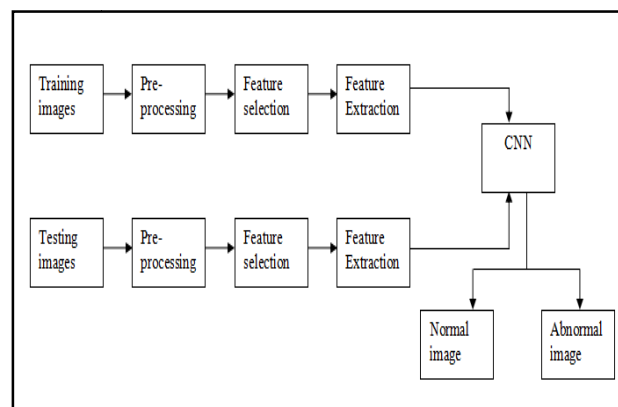 Training
images
Pre-
processing
Feature
selection
Feature
Extraction
CNN
Testing
images
Pre-
processing
Feature
selection
Feature
Extraction
Normal
image
Abnormal
image